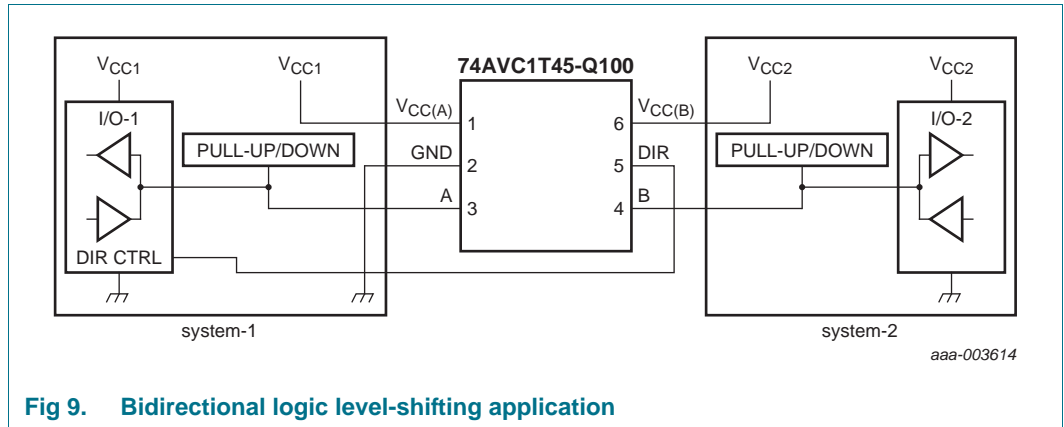 74AVC1T45-Q100
VCC1
VCC1
VCC2
VCC2
I/O-1
VCC(A)
VCC(B)
I/O-2
1
6
PULL-UP/DOWN
GND
DIR
PULL-UP/DOWN
2
5
A
B
3
4
DIR CTRL
system-1
system-2
aaa-003614
Fig 9. Bidirectional logic level-shifting application